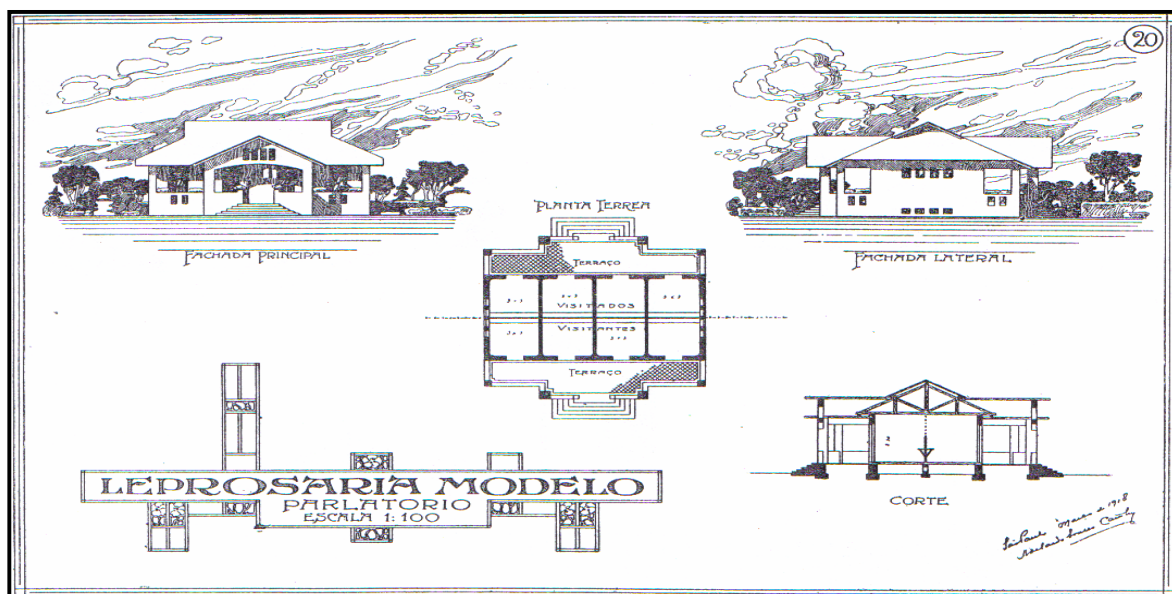 20
FACHADA PRINCIPAL
PLANTA TERREA
FACHADA LATERAL
TERRAÇO
VISITADOS
VISITANTES
TERRAÇO
LEPROSARIA MODELO
PARLATORIO
ESCALA 1:100
CORTE
São Paulo Março de 1918